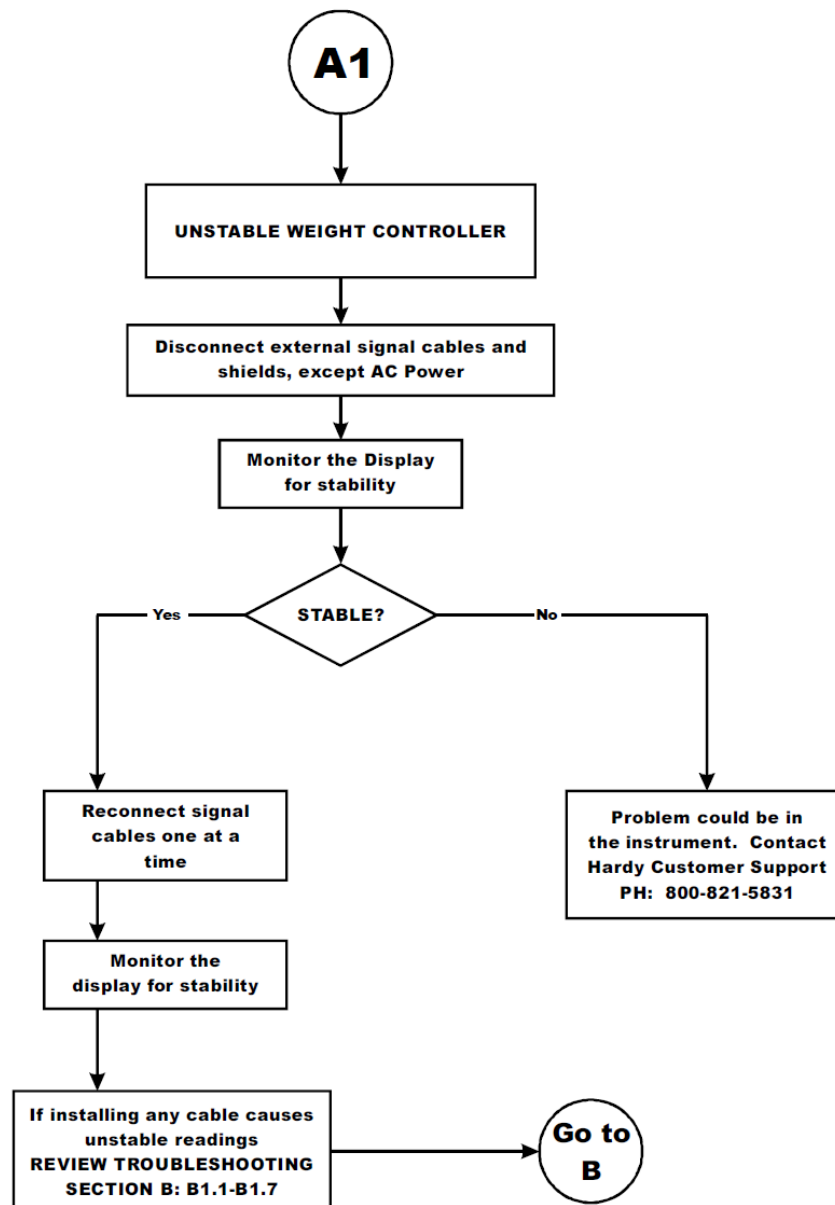 A1
UNSTABLE WEIGHT CONTROLLER
Disconnect external signal cables and
shields, except AC Power
Monitor the Display
for stability
STABLE?
Yes
No
Reconnect signal
cables one at a
time
Problem could be in
the instrument.  Contact
Hardy Customer Support
PH:  800-821-5831
Monitor the
display for stability
If installing any cable causes
unstable readings
REVIEW TROUBLESHOOTING
SECTION B: B1.1-B1.7
Go to
B